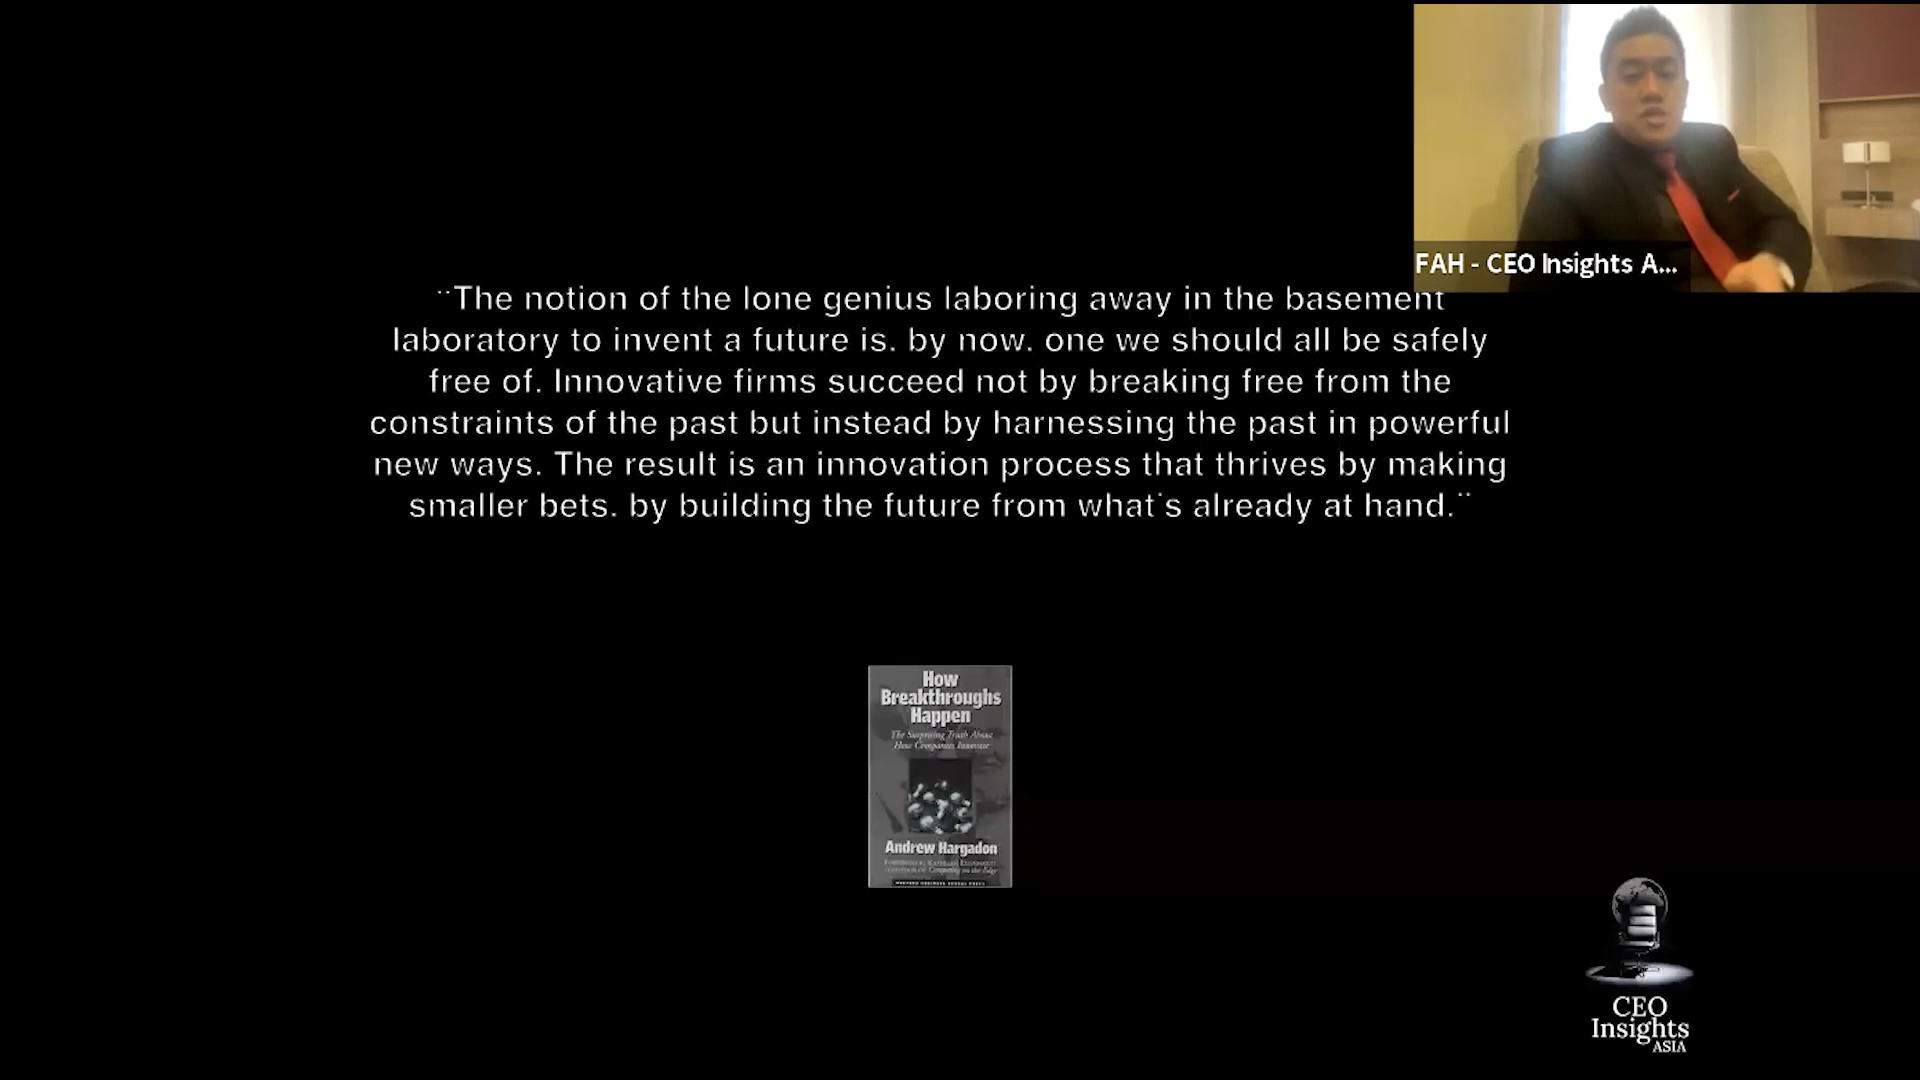 FAH - CEO Insights A...
¨The notion of the lone genius laboring away in the basement
laboratory to invent a future is. by now. one we should all be safely
free of. Innovative firms succeed not by breaking free from the
constraints of the past but instead by harnessing the past in powerful
new ways. The result is an innovation process that thrives by making
smaller bets. by building the future from what˙s already at hand.¨
How
Breakthroughs
Happen
The Surprising Truth About
How Companies Innovate
Andrew Hargadon
CEO
Insights
ASIA